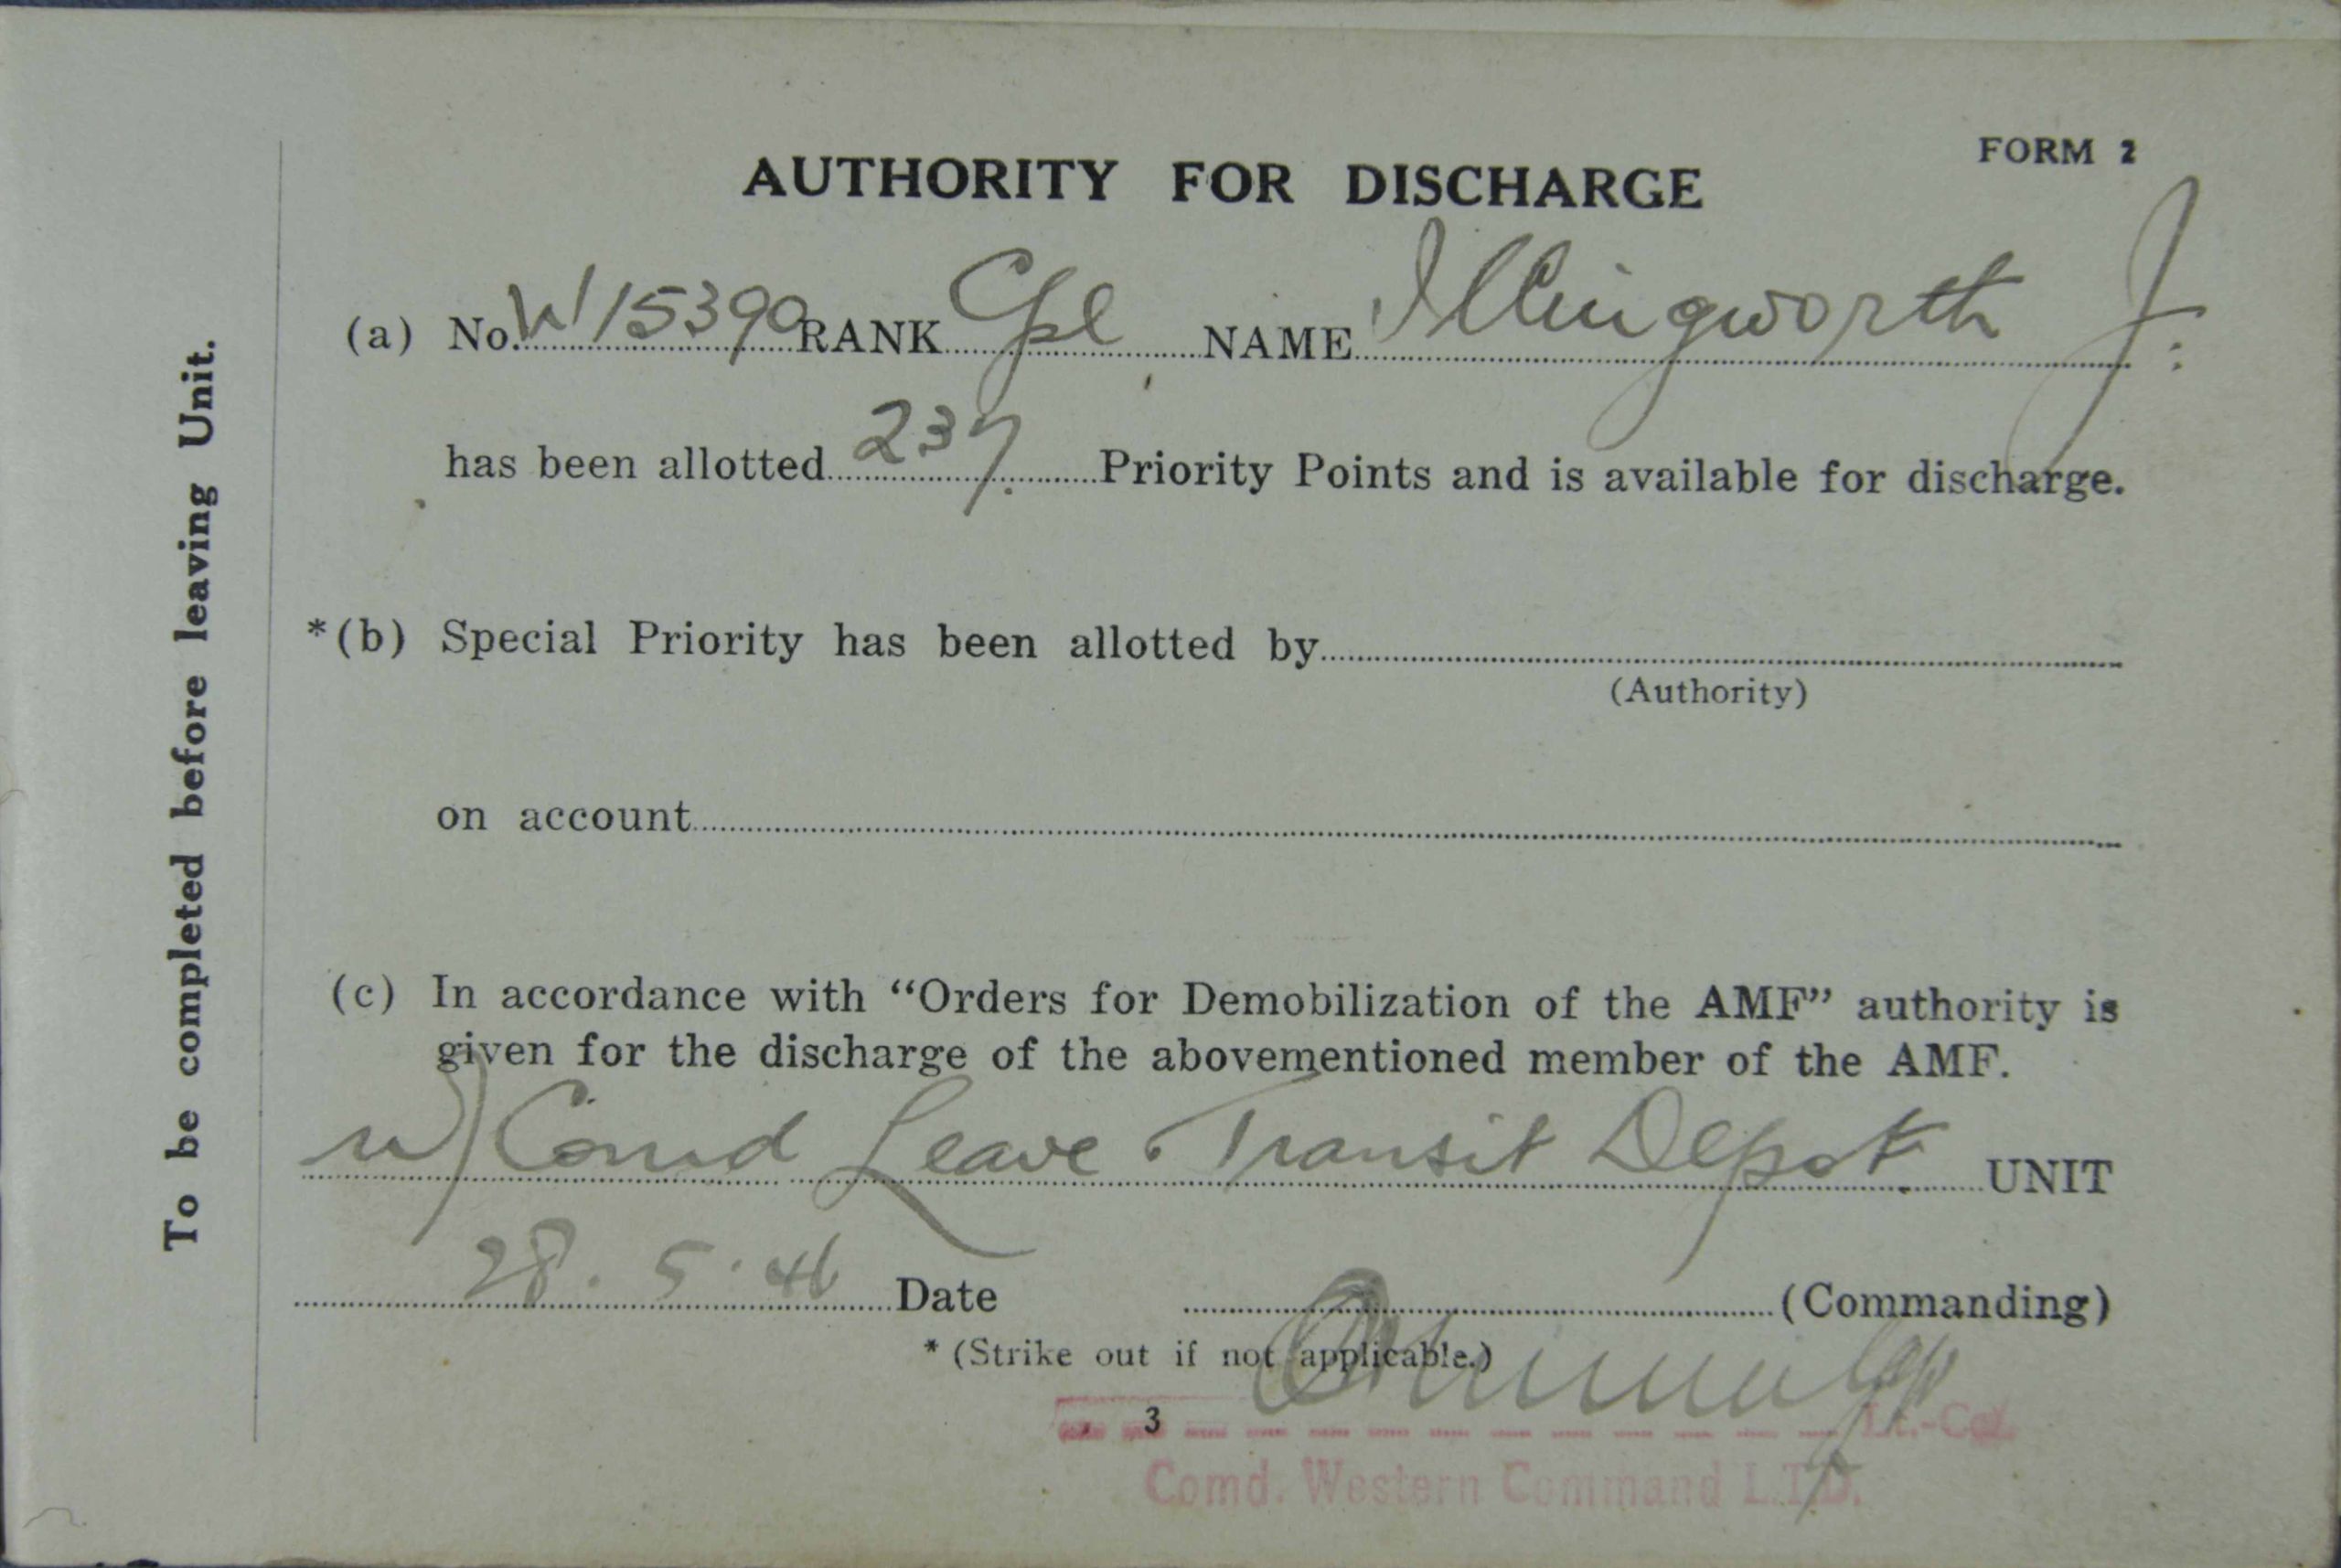 FORM 2
AUTHORITY FOR DISCHARGE
(a) No. W15390 RANK Cpl NAME Illingworth J.
has been allotted 237 Priority Points and is available for discharge.
*(b) Special Priority has been allotted by
(Authority)
on account
(c) In accordance with “Orders for Demobilization of the AMF” authority is
given for the discharge of the abovementioned member of the AMF.
W/Comd Leave & Transit Depot. UNIT
28.5.46 Date (Commanding)
* (Strike out if not applicable.)
3
Lt.-Col.
Comd. Western Command L.T.D.
To be completed before leaving Unit.